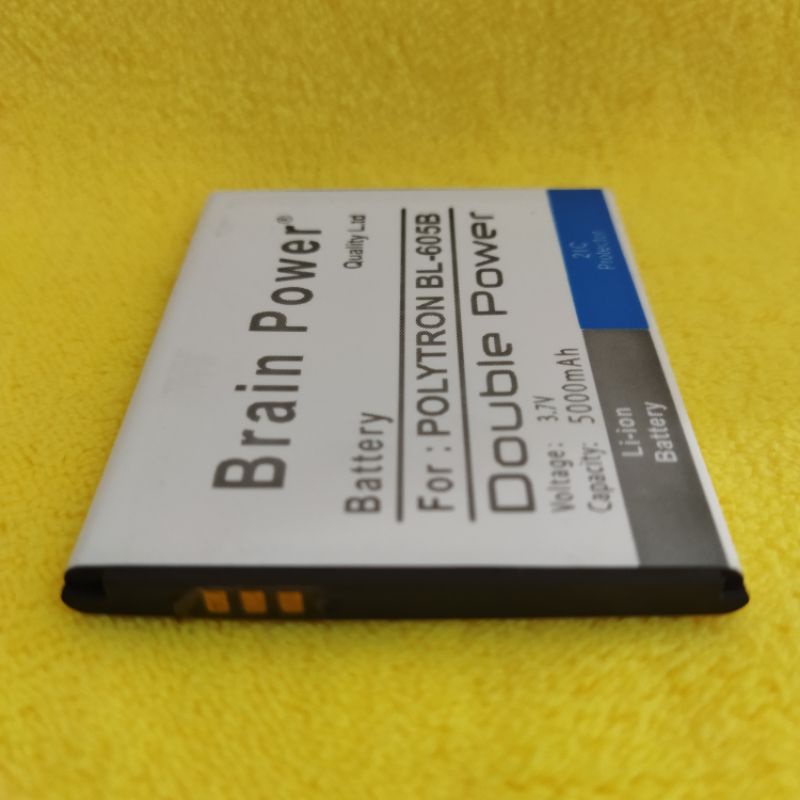 Brain Power®
Quality Ltd
Battery
For : POLYTRON BL-605B
Double Power
Voltage: 3.7V
Capacity: 5000mAh
2IC
Protector
Li-ion
Battery